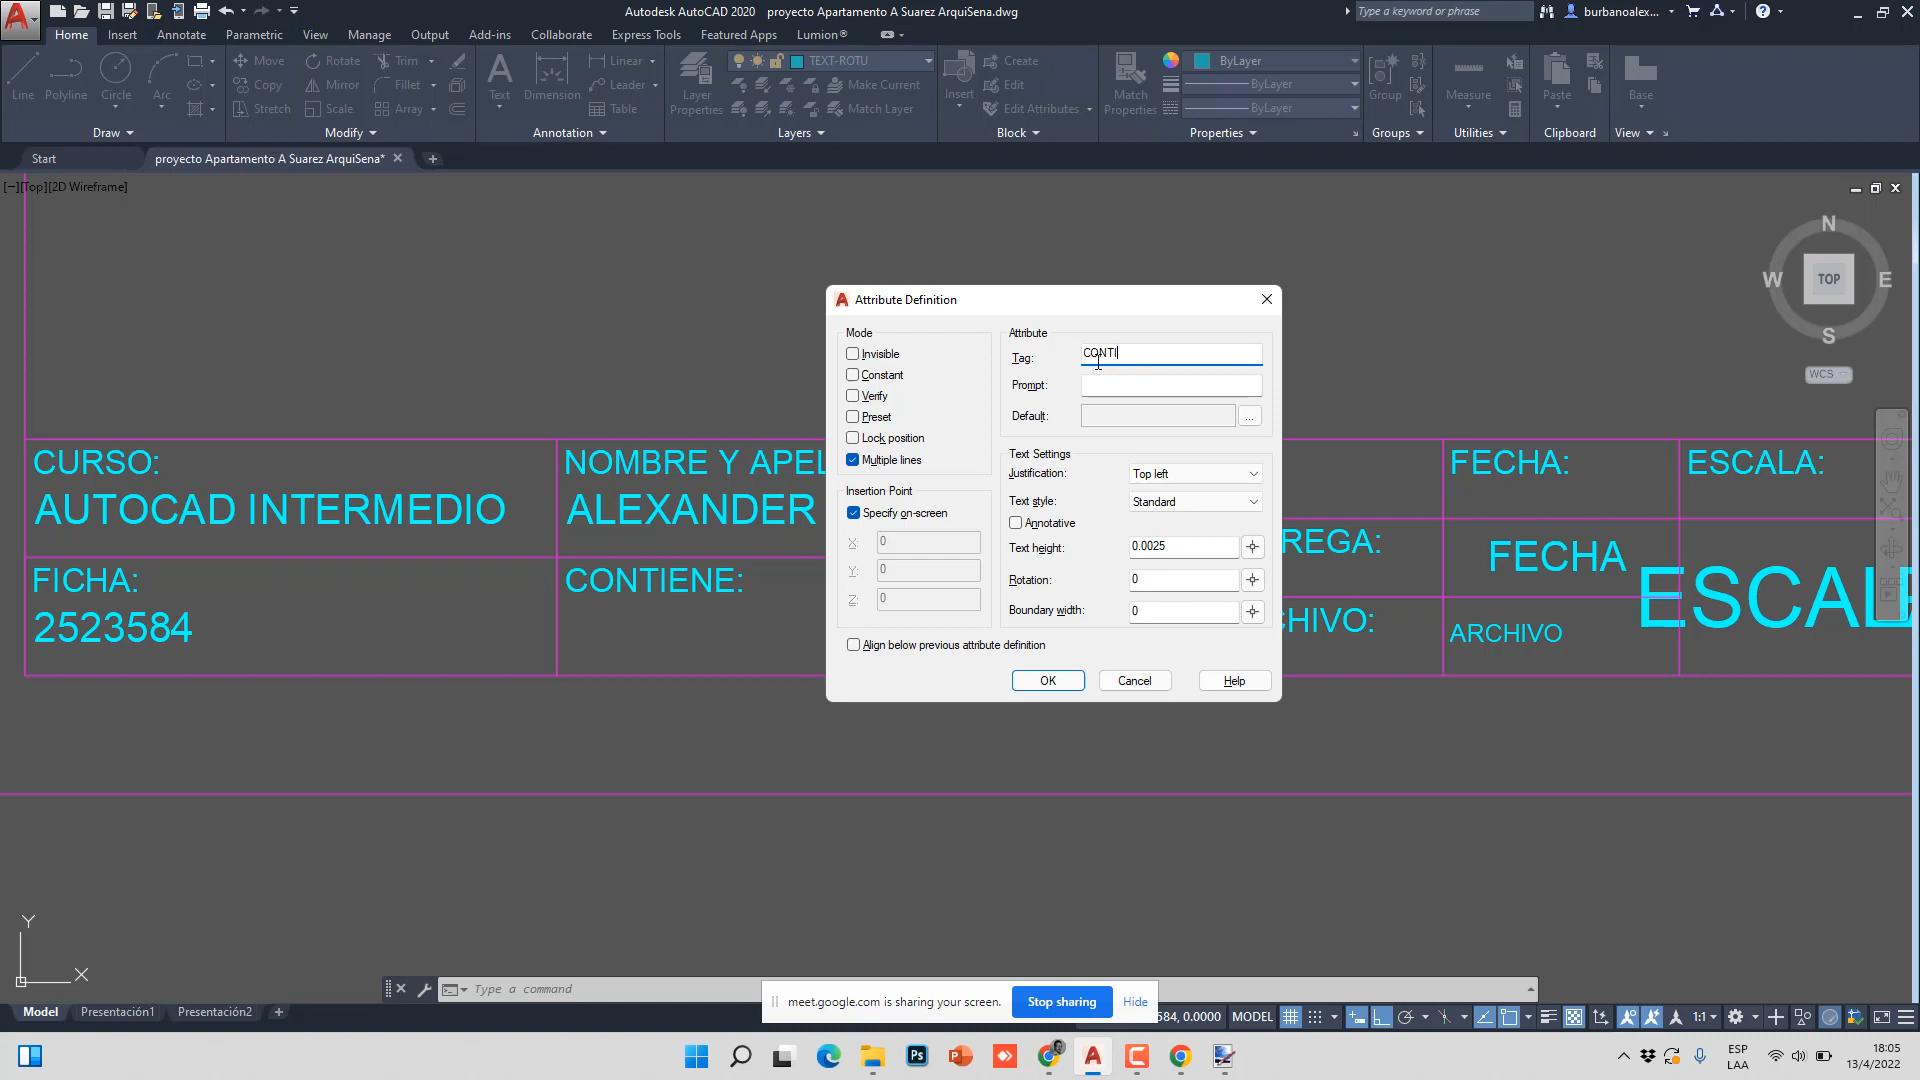 Autodesk AutoCAD 2020 proyecto Apartamento A Suarez ArquiSena.dwg
Type a keyword or phrase
burbanoalex...
Home Insert Annotate Parametric View Manage Output Add-ins Collaborate Express Tools Featured Apps Lumion®
Line Polyline Circle Arc
Move Rotate Trim
Copy Mirror Fillet
Stretch Scale Array
Text Dimension
Linear
Leader
Table
Layer Properties
TEXT-ROTU
Make Current
Match Layer
Insert
Create
Edit
Edit Attributes
Match Properties
ByLayer
ByLayer
ByLayer
Group
Measure
Paste
Base
Draw Modify Annotation Layers Block Properties Groups Utilities Clipboard View
Start proyecto Apartamento A Suarez ArquiSena*
[−][Top][2D Wireframe]
N
W TOP E
S
WCS
Attribute Definition
Mode
Invisible
Constant
Verify
Preset
Lock position
Multiple lines
Insertion Point
Specify on-screen
X: 0
Y: 0
Z: 0
Align below previous attribute definition
Attribute
Tag: CONTI
Prompt:
Default: ...
Text Settings
Justification: Top left
Text style: Standard
Annotative
Text height: 0.0025
Rotation: 0
Boundary width: 0
OK Cancel Help
CURSO:
AUTOCAD INTERMEDIO
NOMBRE Y APEL
ALEXANDER
FICHA:
2523584
CONTIENE:
REGA:
HIVO:
FECHA:
FECHA
ARCHIVO
ESCALA:
ESCAL
Y
X
Type a command
meet.google.com is sharing your screen. Stop sharing Hide
Model Presentación1 Presentación2
584, 0.0000 MODEL 1:1
ESP
LAA
18:05
13/4/2022